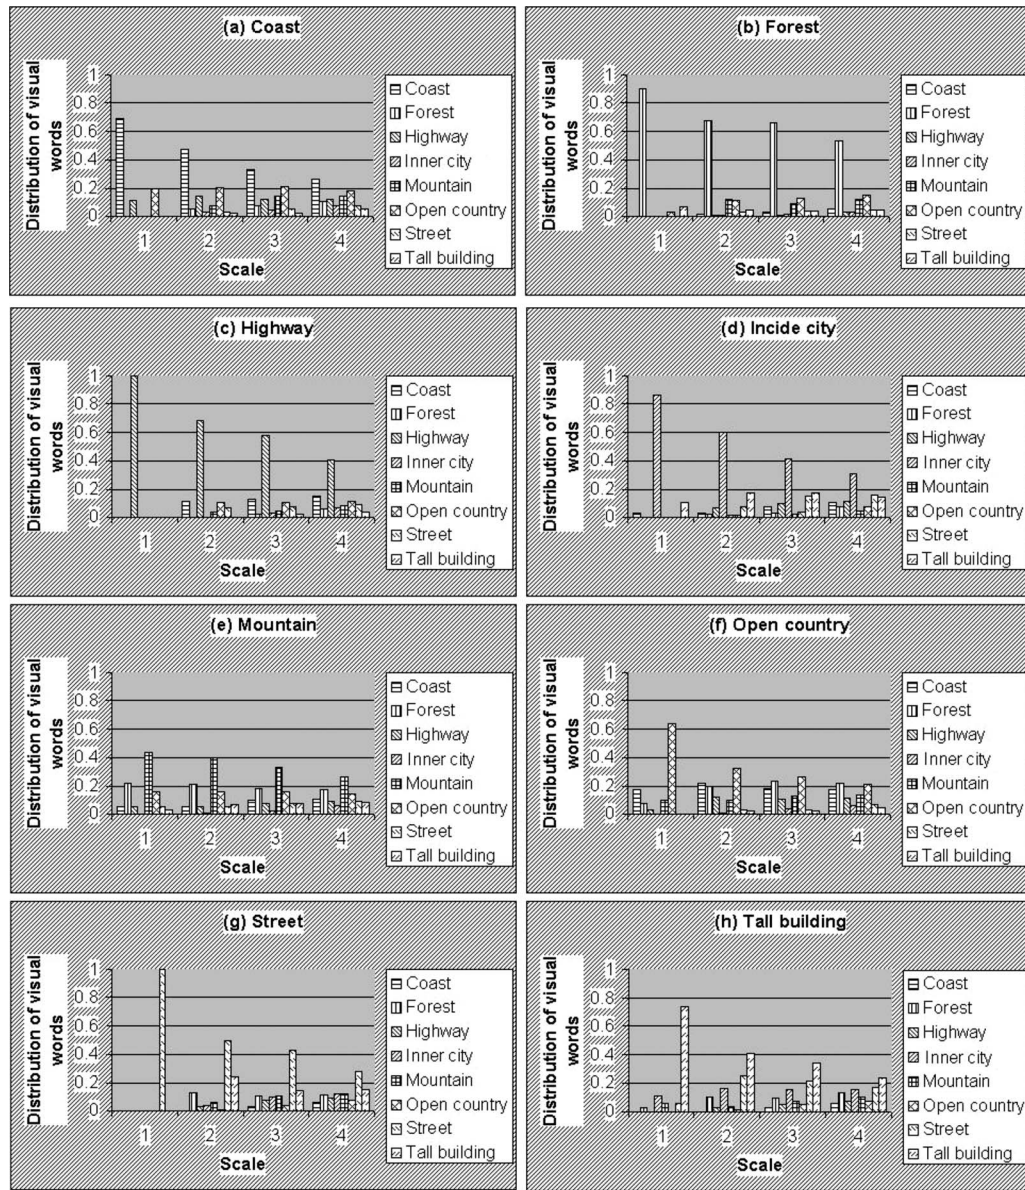 (a) Coast
Distribution of visual
words
1
0.8
0.6
0.4
0.2
0
1
2
3
4
Scale
Coast
Forest
Highway
Inner city
Mountain
Open country
Street
Tall building
(b) Forest
Distribution of visual
words
1
0.8
0.6
0.4
0.2
0
1
2
3
4
Scale
Coast
Forest
Highway
Inner city
Mountain
Open country
Street
Tall building
(c) Highway
Distribution of visual
words
1
0.8
0.6
0.4
0.2
0
1
2
3
4
Scale
Coast
Forest
Highway
Inner city
Mountain
Open country
Street
Tall building
(d) Incide city
Distribution of visual
words
1
0.8
0.6
0.4
0.2
0
1
2
3
4
Scale
Coast
Forest
Highway
Inner city
Mountain
Open country
Street
Tall building
(e) Mountain
Distribution of visual
words
1
0.8
0.6
0.4
0.2
0
1
2
3
4
Scale
Coast
Forest
Highway
Inner city
Mountain
Open country
Street
Tall building
(f) Open country
Distribution of visual
words
1
0.8
0.6
0.4
0.2
0
1
2
3
4
Scale
Coast
Forest
Highway
Inner city
Mountain
Open country
Street
Tall building
(g) Street
Distribution of visual
words
1
0.8
0.6
0.4
0.2
0
1
2
3
4
Scale
Coast
Forest
Highway
Inner city
Mountain
Open country
Street
Tall building
(h) Tall building
Distribution of visual
words
1
0.8
0.6
0.4
0.2
0
1
2
3
4
Scale
Coast
Forest
Highway
Inner city
Mountain
Open country
Street
Tall building